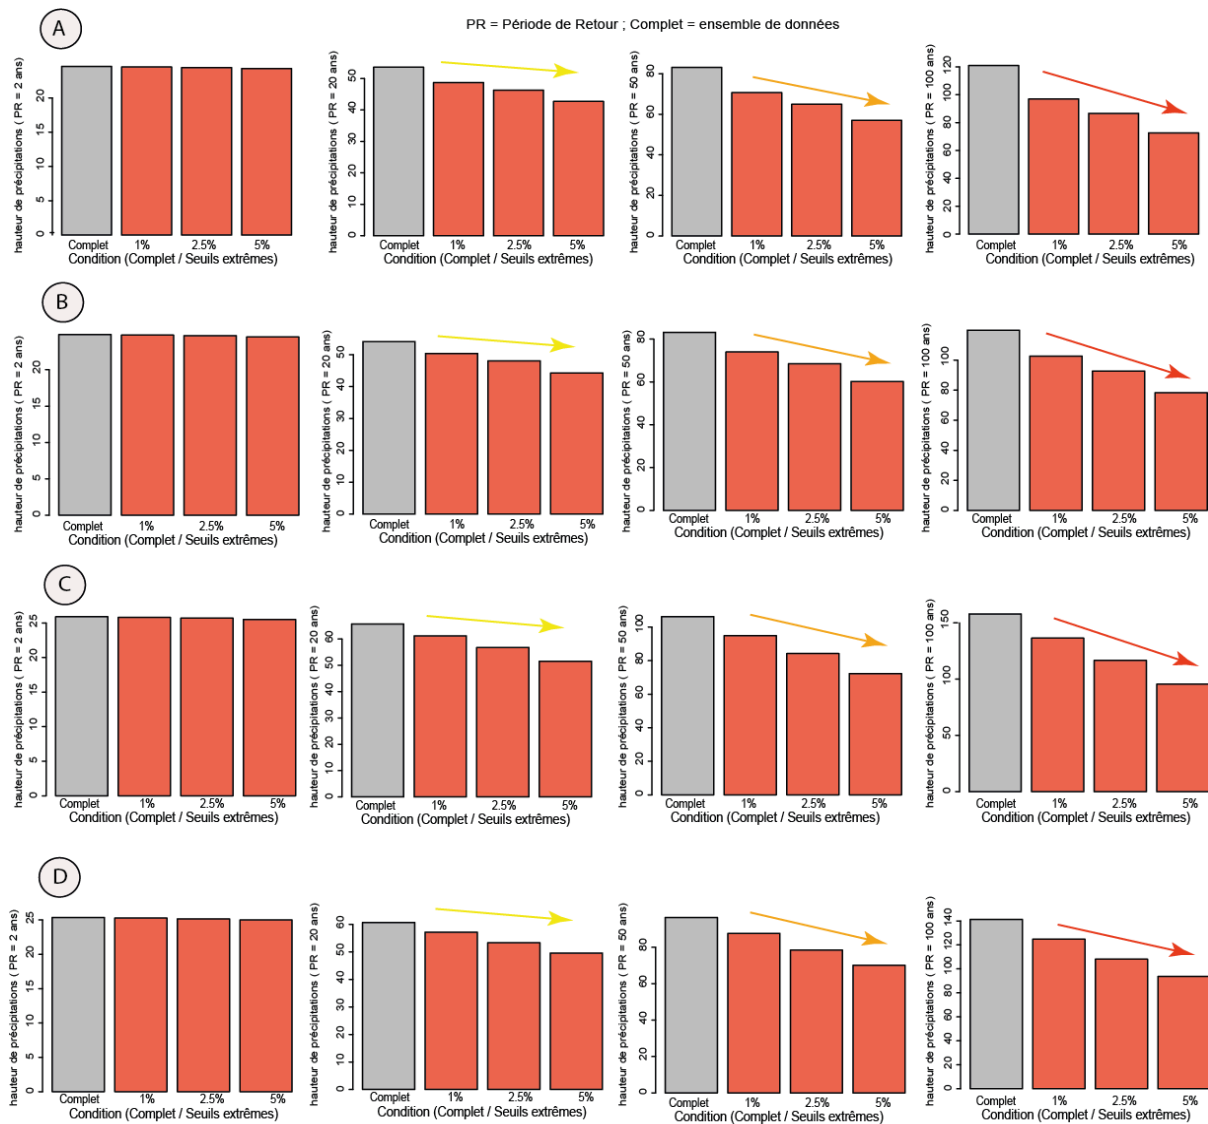 A
PR = Période de Retour ; Complet = ensemble de données
hauteur de précipitations ( PR = 2 ans)
0 5 10 15 20
Complet 1% 2.5% 5%
Condition (Complet / Seuils extrêmes)
hauteur de précipitations ( PR = 20 ans)
0 10 20 30 40 50
Complet 1% 2.5% 5%
Condition (Complet / Seuils extrêmes)
hauteur de précipitations ( PR = 50 ans)
0 20 40 60 80
Complet 1% 2.5% 5%
Condition (Complet / Seuils extrêmes)
hauteur de précipitations ( PR = 100 ans)
0 20 40 60 80 100 120
Complet 1% 2.5% 5%
Condition (Complet / Seuils extrêmes)
B
hauteur de précipitations ( PR = 2 ans)
0 5 10 15 20
Complet 1% 2.5% 5%
Condition (Complet / Seuils extrêmes)
hauteur de précipitations ( PR = 20 ans)
0 10 20 30 40 50
Complet 1% 2.5% 5%
Condition (Complet / Seuils extrêmes)
hauteur de précipitations ( PR = 50 ans)
0 20 40 60 80
Complet 1% 2.5% 5%
Condition (Complet / Seuils extrêmes)
hauteur de précipitations ( PR = 100 ans)
0 20 40 60 80 100
Complet 1% 2.5% 5%
Condition (Complet / Seuils extrêmes)
C
hauteur de précipitations ( PR = 2 ans)
0 5 10 15 20 25
Complet 1% 2.5% 5%
Condition (Complet / Seuils extrêmes)
hauteur de précipitations ( PR = 20 ans)
0 10 20 30 40 50 60
Complet 1% 2.5% 5%
Condition (Complet / Seuils extrêmes)
hauteur de précipitations ( PR = 50 ans)
0 20 40 60 80 100
Complet 1% 2.5% 5%
Condition (Complet / Seuils extrêmes)
hauteur de précipitations ( PR = 100 ans)
0 50 100 150
Complet 1% 2.5% 5%
Condition (Complet / Seuils extrêmes)
D
hauteur de précipitations ( PR = 2 ans)
0 5 10 15 20 25
Complet 1% 2.5% 5%
Condition (Complet / Seuils extrêmes)
hauteur de précipitations ( PR = 20 ans)
0 10 20 30 40 50 60
Complet 1% 2.5% 5%
Condition (Complet / Seuils extrêmes)
hauteur de précipitations ( PR = 50 ans)
0 20 40 60 80
Complet 1% 2.5% 5%
Condition (Complet / Seuils extrêmes)
hauteur de précipitations ( PR = 100 ans)
0 20 40 60 80 100 120 140
Complet 1% 2.5% 5%
Condition (Complet / Seuils extrêmes)